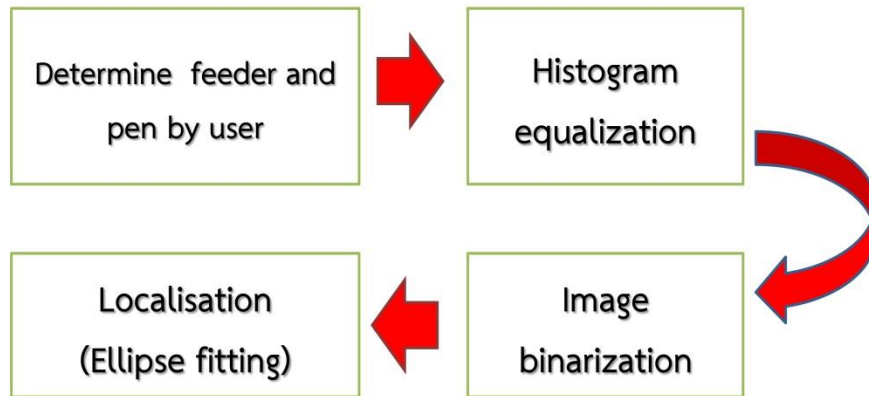 Determine feeder and
pen by user
Histogram
equalization
Image
binarization
Localisation
(Ellipse fitting)